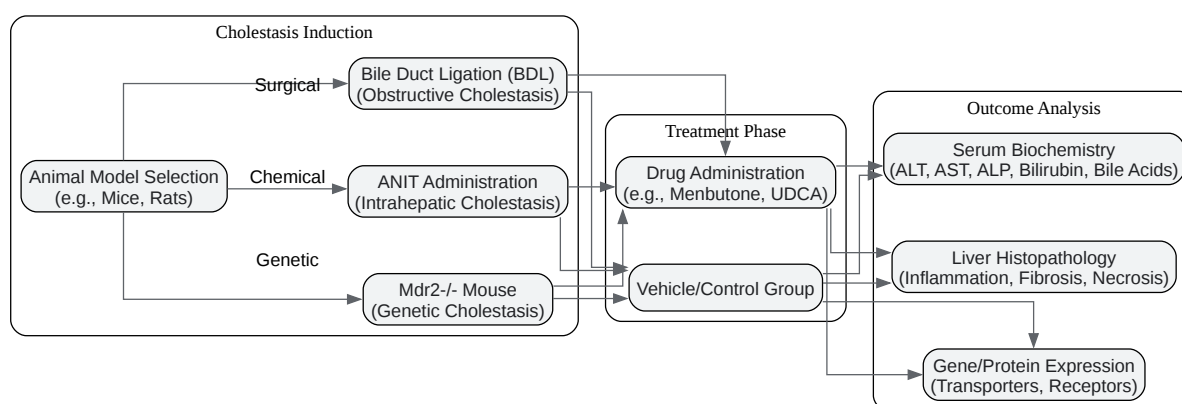 Cholestasis Induction
Surgical
Bile Duct Ligation (BDL)
(Obstructive Cholestasis)
Animal Model Selection
(e.g., Mice, Rats)
Chemical
ANIT Administration
(Intrahepatic Cholestasis)
Genetic
Mdr2-/- Mouse
(Genetic Cholestasis)
Treatment Phase
Drug Administration
(e.g., Menbutone, UDCA)
Vehicle/Control Group
Outcome Analysis
Serum Biochemistry
(ALT, AST, ALP, Bilirubin, Bile Acids)
Liver Histopathology
(Inflammation, Fibrosis, Necrosis)
Gene/Protein Expression
(Transporters, Receptors)